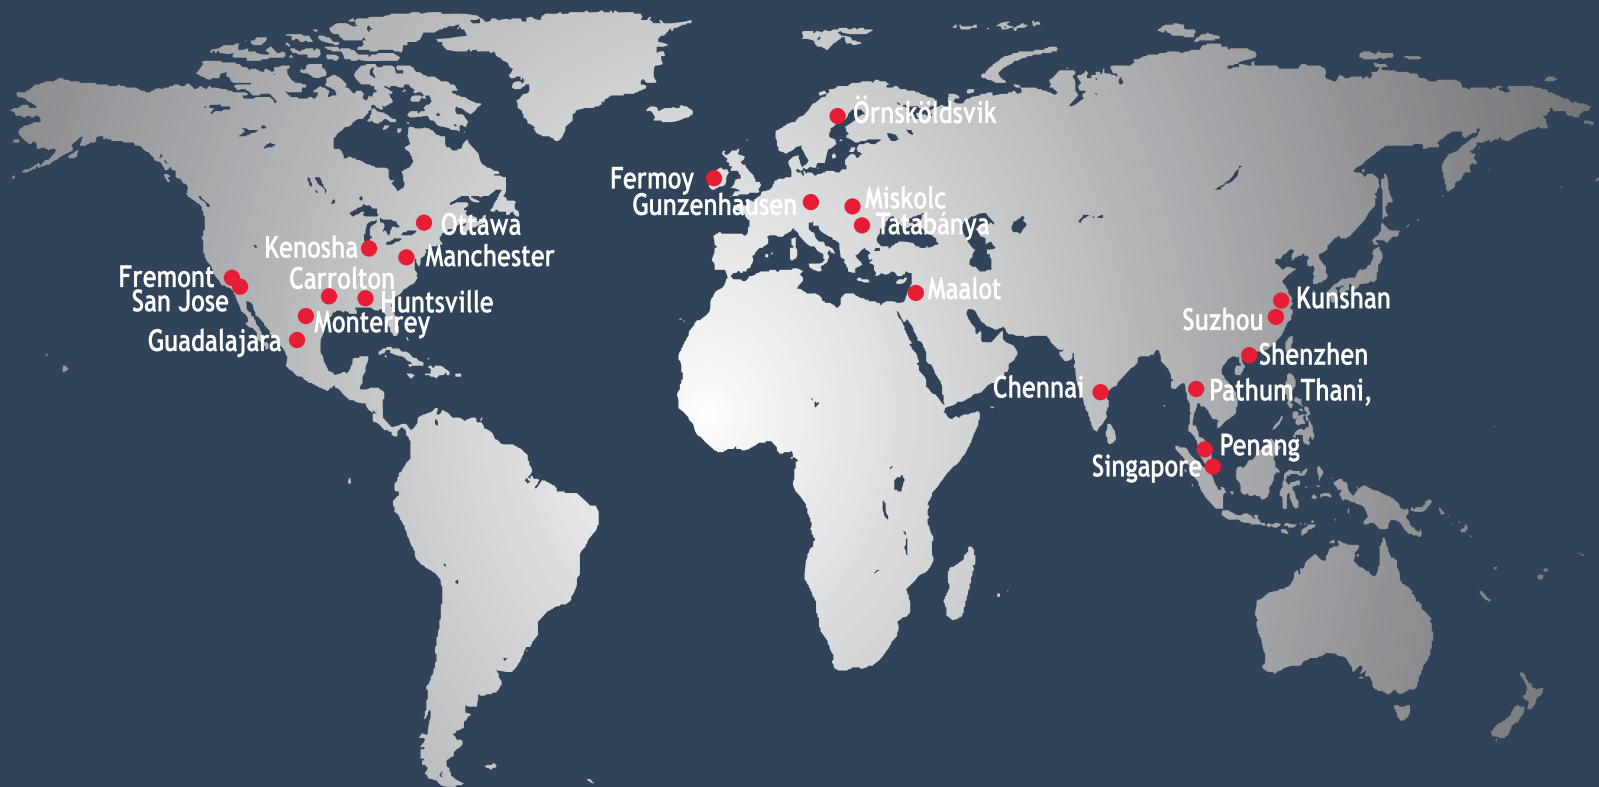 Örnsköldsvik
Fermoy
Gunzenhausen
Miskolc
Tatabánya
Ottawa
Kenosha
Manchester
Fremont
Carrolton
San Jose
Huntsville
Monterrey
Guadalajara
Maalot
Kunshan
Suzhou
Shenzhen
Chennai
Pathum Thani,
Penang
Singapore